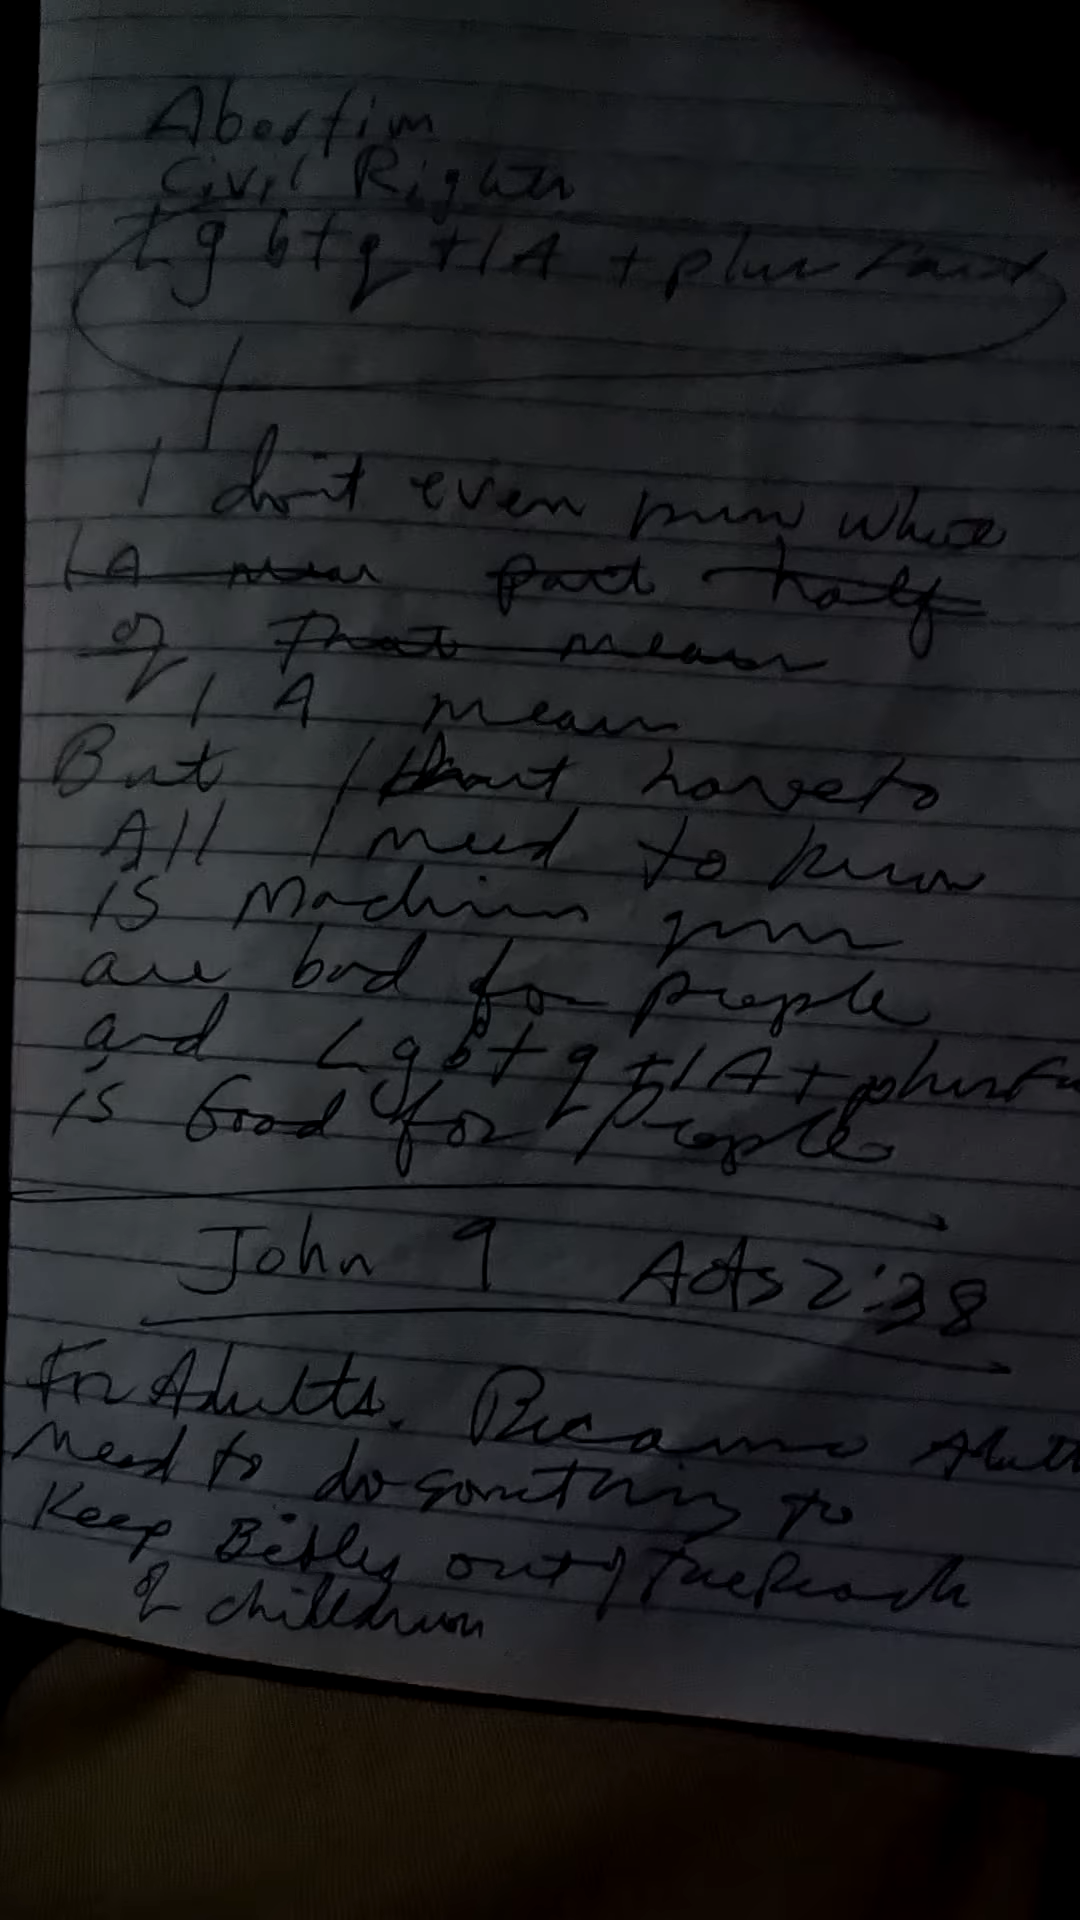 Abortion
Civil Rights
Lgbtq +IA + plus
I don't even know what
IA mean part half
of that mean
I A mean
But I don't have to
All I need to know
is Machine guns
are bad for people
and Lgbtq +IA + plus
is Good for People
John 9 Acts 2:38
For Adults. Because
Need to do something to
Keep out of the Reach
of children